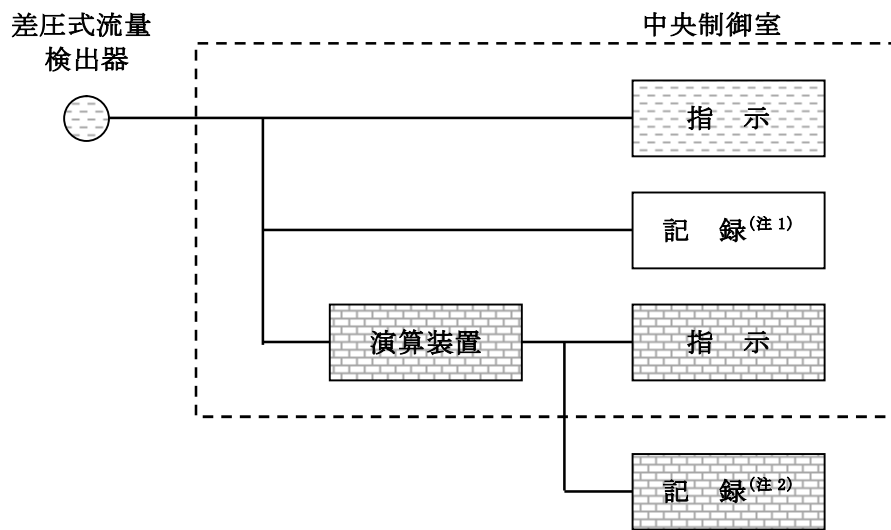 差圧式流量
検出器
中央制御室
指 示
記 録(注1)
演算装置
指 示
記 録(注2)